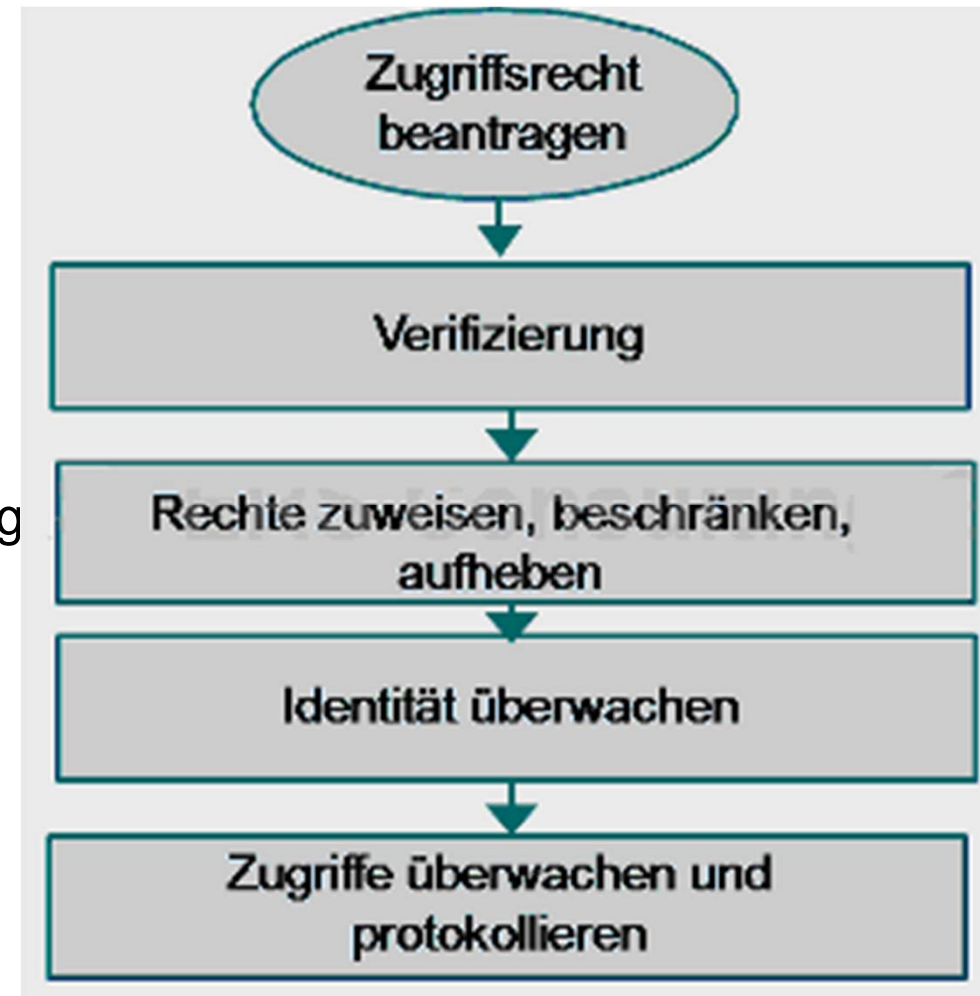 Zugriffsrecht
beantragen
Verifizierung
g
Rechte zuweisen, beschränken,
aufheben
Identität überwachen
Zugriffe überwachen und
protokollieren